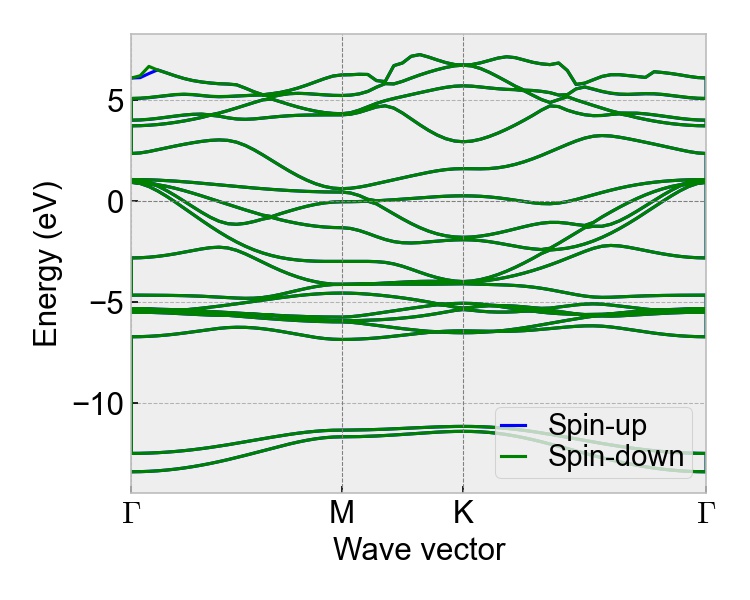 Energy (eV)
5
0
−5
−10
Spin-up
Spin-down
Γ M K Γ
Wave vector